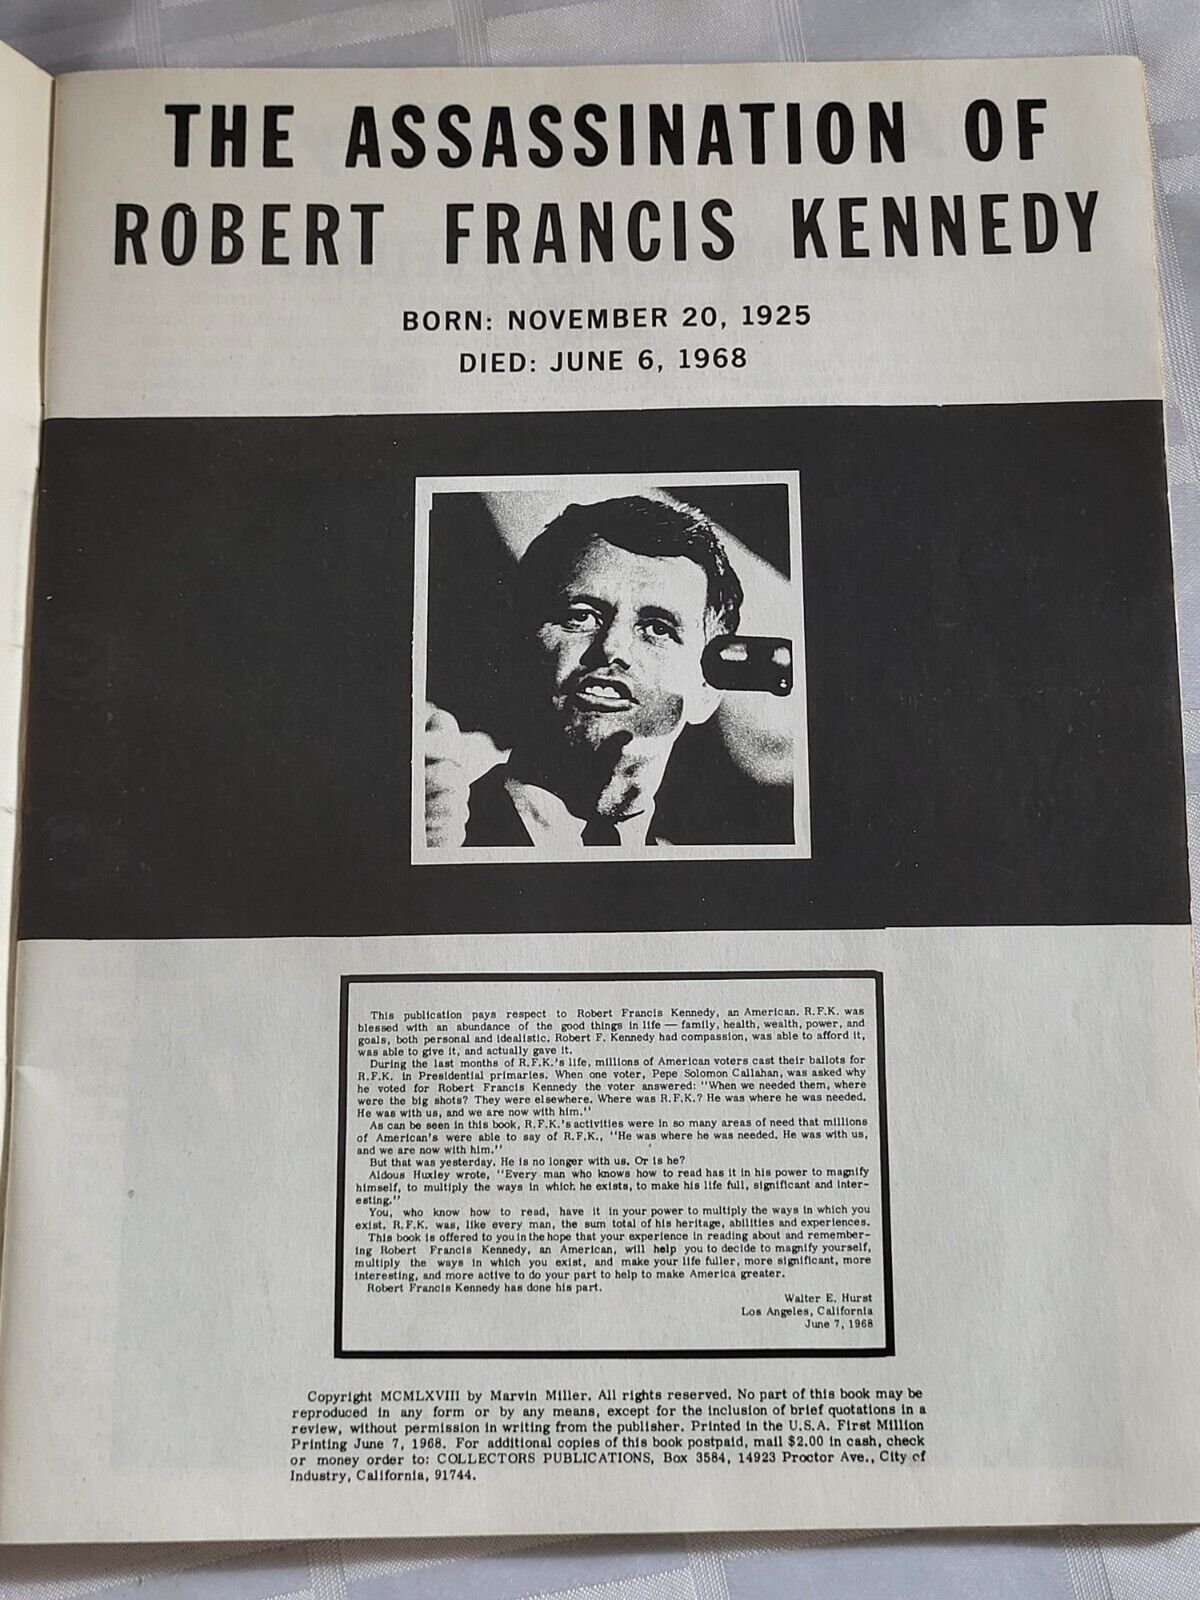 THE ASSASSINATION OF
ROBERT FRANCIS KENNEDY
BORN: NOVEMBER 20, 1925
DIED: JUNE 6, 1968
This publication pays respect to Robert Francis Kennedy, an American. R.F.K. was
blessed with an abundance of the good things in life — family, health, wealth, power, and
goals, both personal and idealistic. Robert F. Kennedy had compassion, was able to afford it,
was able to give it, and actually gave it.
During the last months of R.F.K.'s life, millions of American voters cast their ballots for
R.F.K. in Presidential primaries. When one voter, Pepe Solomon Callahan, was asked why
he voted for Robert Francis Kennedy the voter answered: "When we needed them, where
were the big shots? They were elsewhere. Where was R.F.K.? He was where he was needed.
He was with us, and we are now with him."
As can be seen in this book, R.F.K.'s activities were in so many areas of need that millions
of American's were able to say of R.F.K., "He was where he was needed. He was with us,
and we are now with him."
But that was yesterday. He is no longer with us. Or is he?
Aldous Huxley wrote, "Every man who knows how to read has it in his power to magnify
himself, to multiply the ways in which he exists, to make his life full, significant and inter-
esting."
You, who know how to read, have it in your power to multiply the ways in which you
exist. R.F.K. was, like every man, the sum total of his heritage, abilities and experiences.
This book is offered to you in the hope that your experience in reading about and remember-
ing Robert Francis Kennedy, an American, will help you to decide to magnify yourself,
multiply the ways in which you exist, and make your life fuller, more significant, more
interesting, and more active to do your part to help to make America greater.
Robert Francis Kennedy has done his part.
Walter E. Hurst
Los Angeles, California
June 7, 1968
Copyright MCMLXVIII by Marvin Miller. All rights reserved. No part of this book may be
reproduced in any form or by any means, except for the inclusion of brief quotations in a
review, without permission in writing from the publisher. Printed in the U.S.A. First Million
Printing June 7, 1968. For additional copies of this book postpaid, mail $2.00 in cash, check
or money order to: COLLECTORS PUBLICATIONS, Box 3584, 14923 Proctor Ave., City of
Industry, California, 91744.